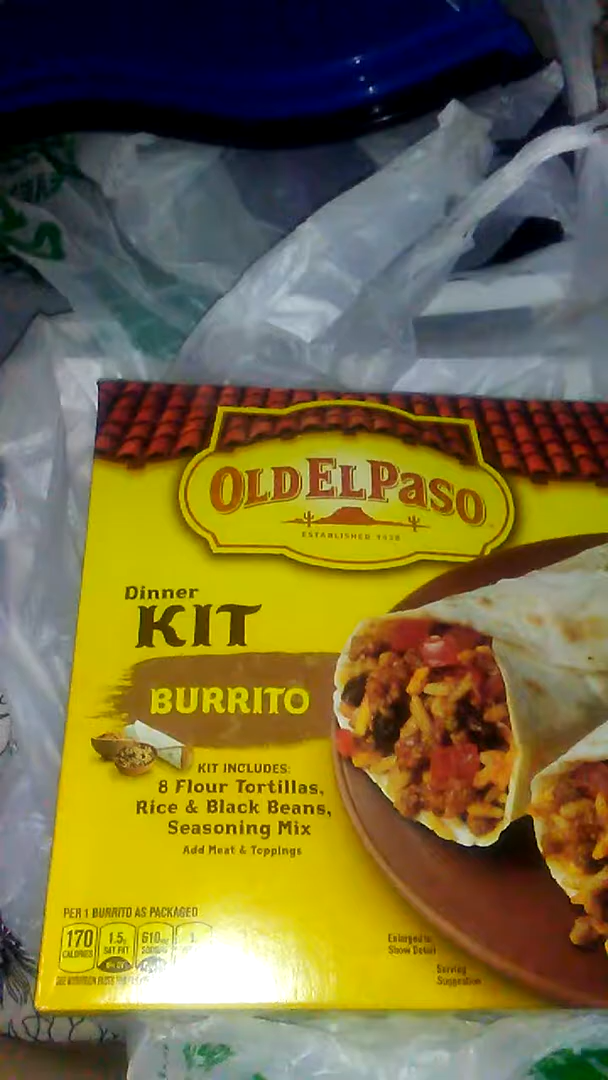 OLD EL PASO
ESTABLISHED 1938
Dinner
KIT
BURRITO
KIT INCLUDES:
8 Flour Tortillas,
Rice & Black Beans,
Seasoning Mix
Add Meat & Toppings
PER 1 BURRITO AS PACKAGED
170 1.5g 610mg
CALORIES SAT FAT SODIUM
Enlarged to
Show Detail
Serving
Suggestion